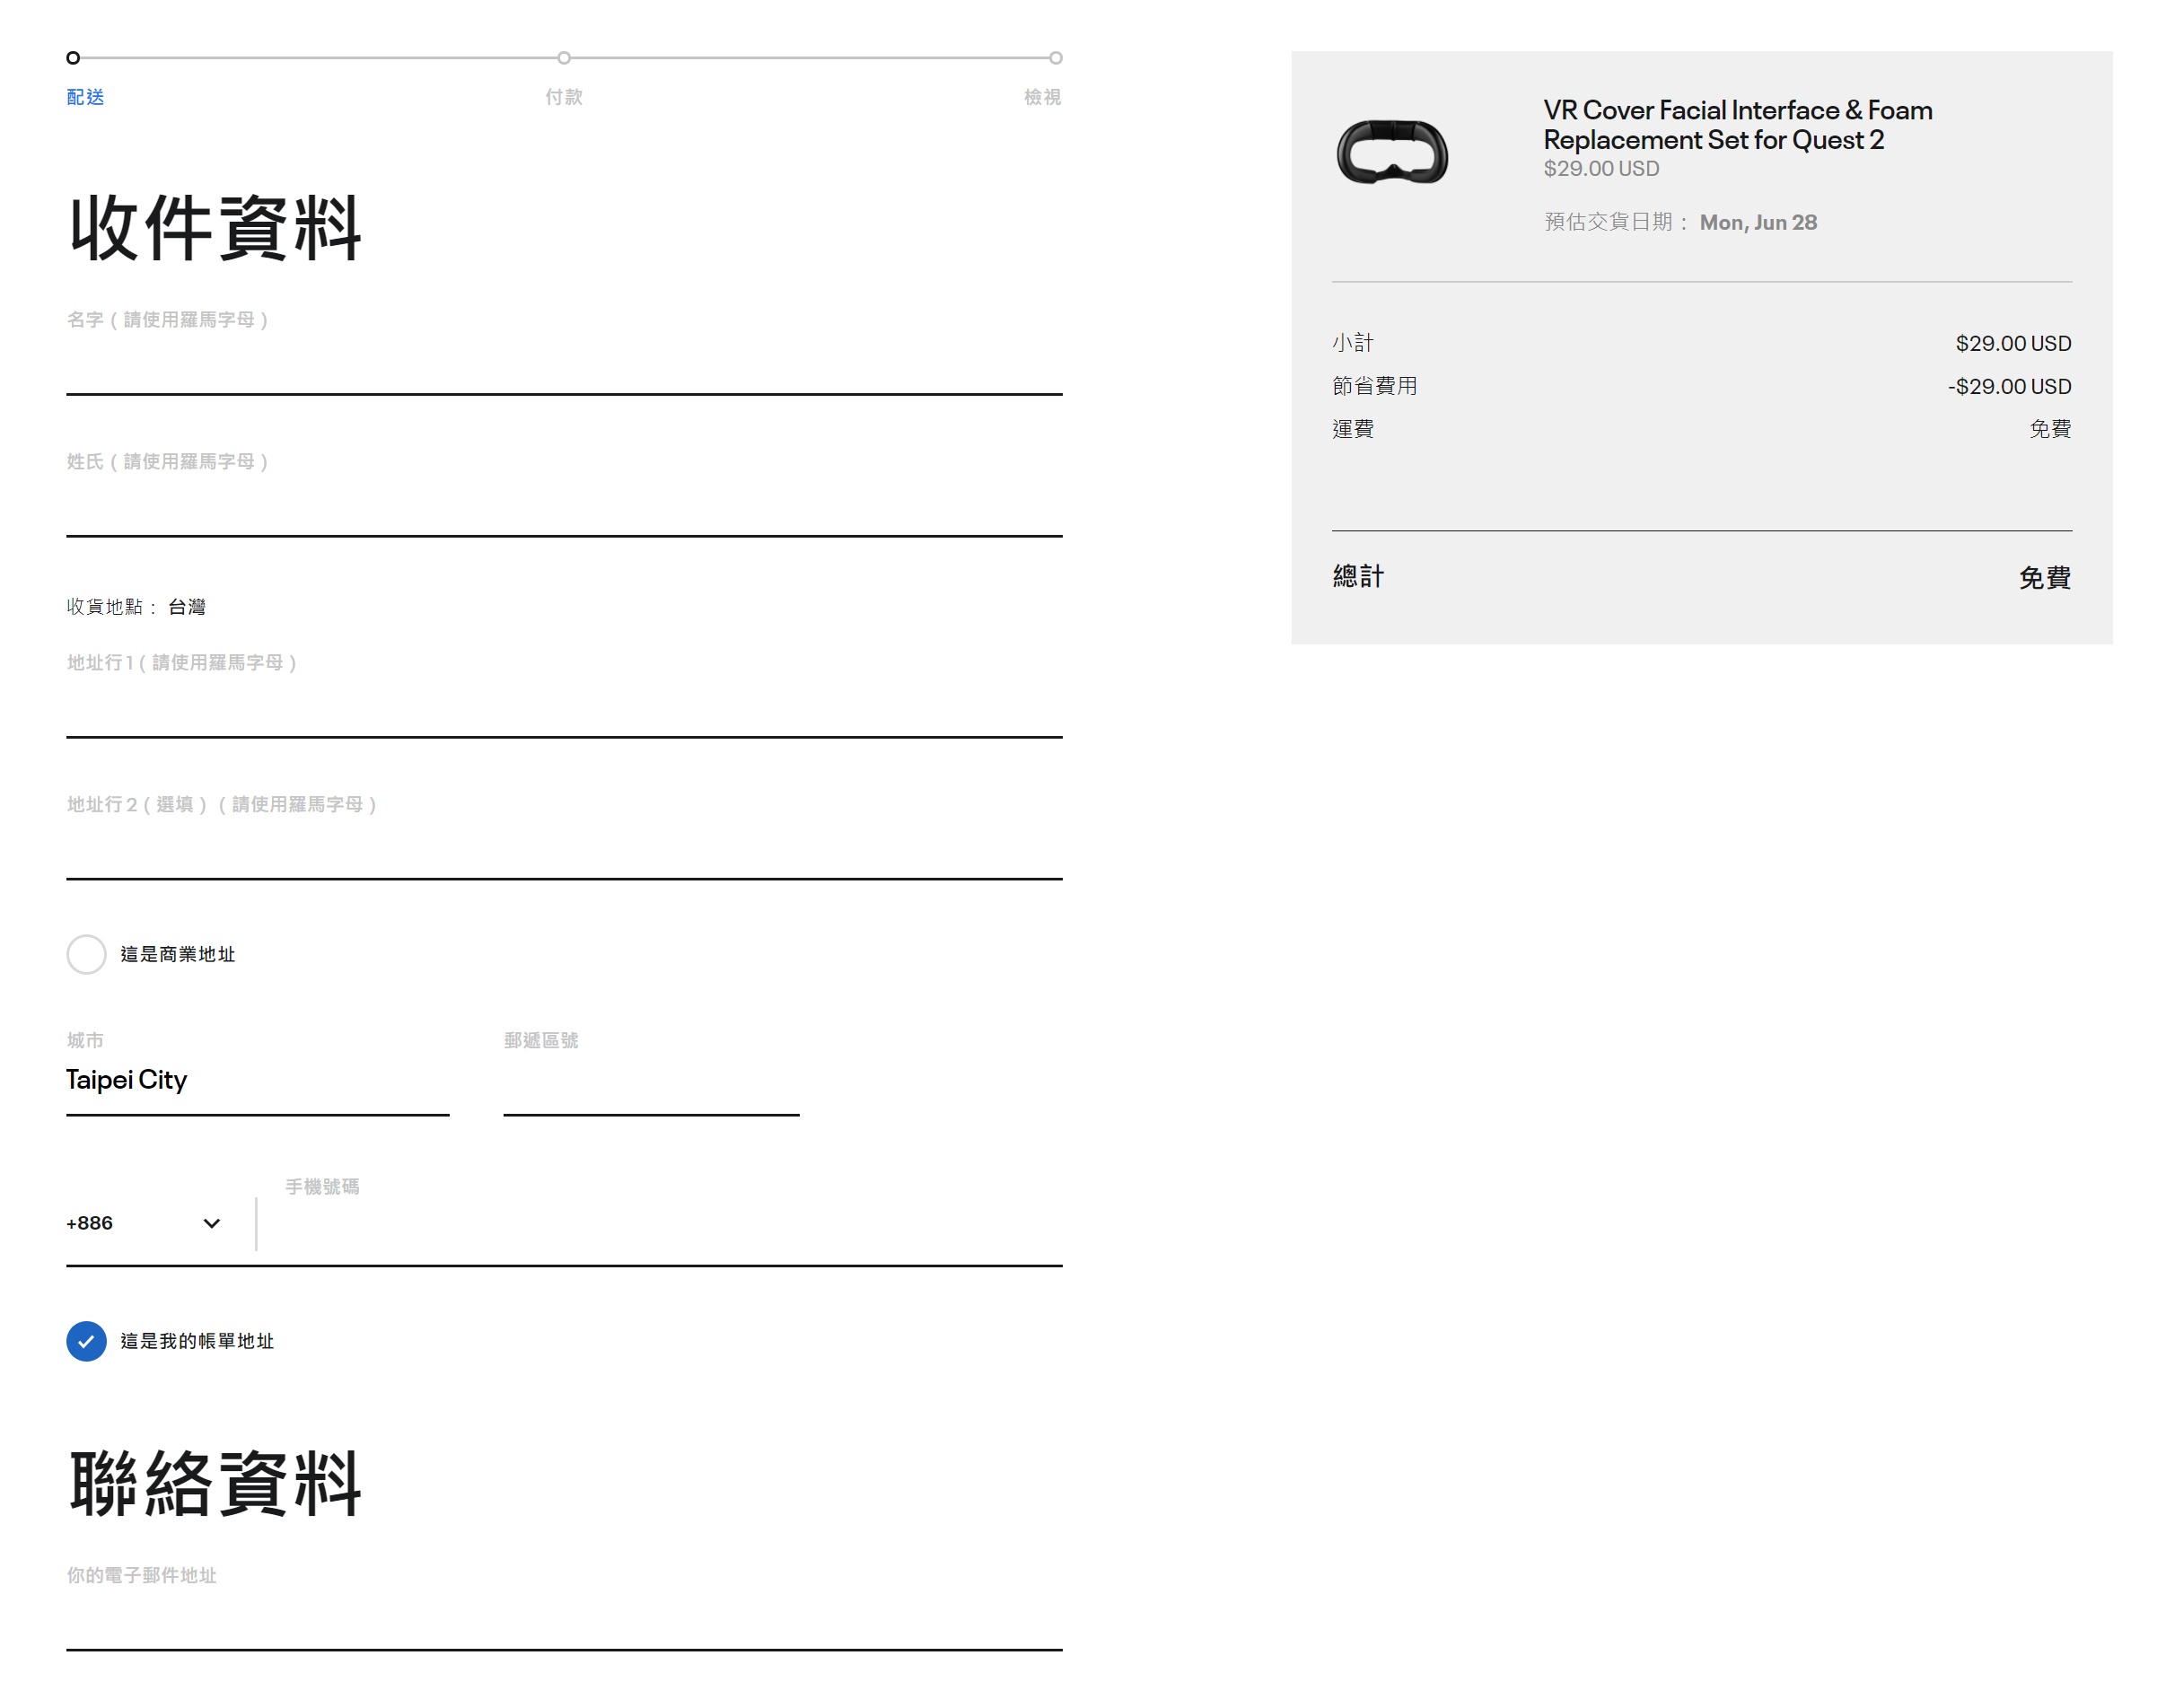 配送
付款
檢視
收件資料
名字 ( 請使用羅馬字母 )
姓氏 ( 請使用羅馬字母 )
收貨地點： 台灣
地址行 1 ( 請使用羅馬字母 )
地址行 2 ( 選填 ) ( 請使用羅馬字母 )
這是商業地址
城市
郵遞區號
Taipei City
手機號碼
+886
這是我的帳單地址
聯絡資料
你的電子郵件地址
VR Cover Facial Interface & Foam
Replacement Set for Quest 2
$29.00 USD
預估交貨日期： Mon, Jun 28
小計 $29.00 USD
節省費用 -$29.00 USD
運費 免費
總計 免費